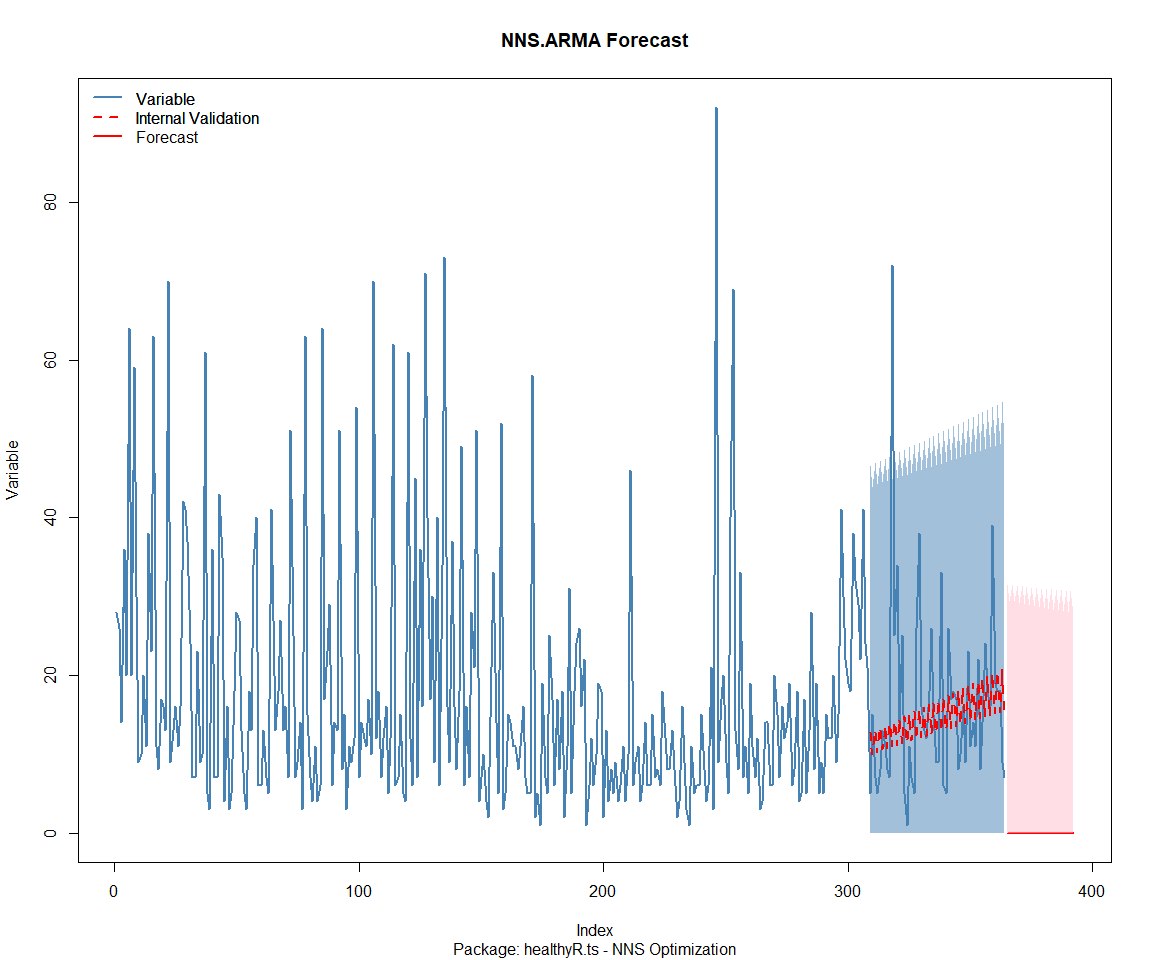 NNS.ARMA Forecast
Variable
Internal Validation
Forecast
80
60
40
20
0
Variable
0 100 200 300 400
Index
Package: healthyR.ts - NNS Optimization